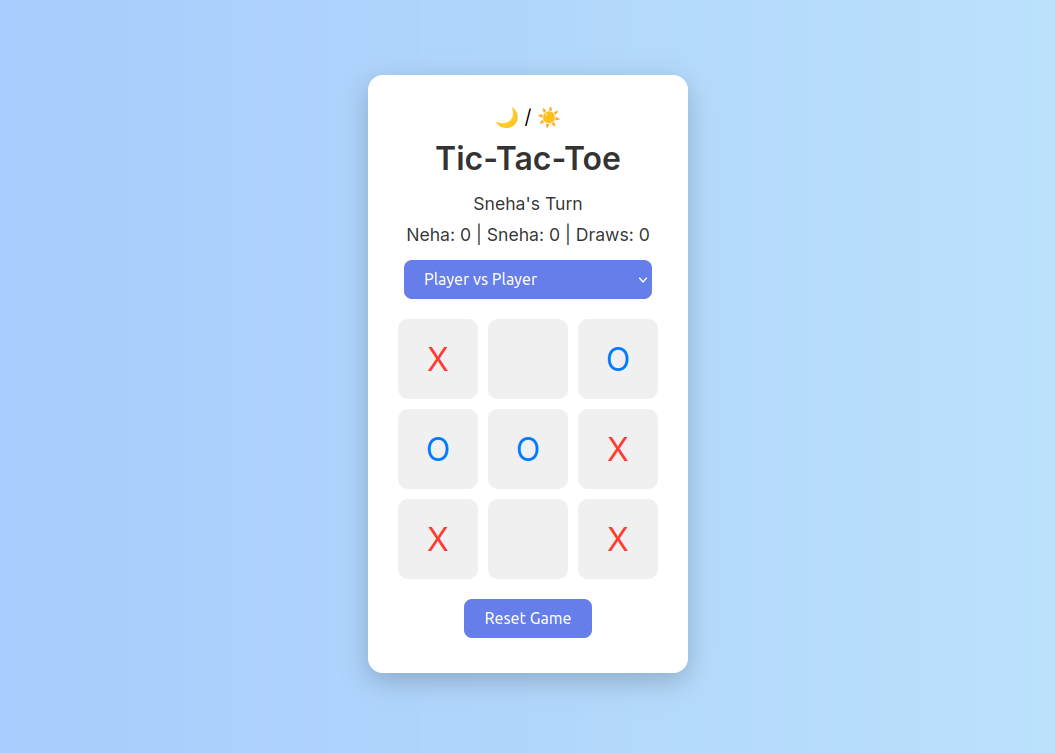 🌙 / ☀️
Tic-Tac-Toe
Sneha's Turn
Neha: 0 | Sneha: 0 | Draws: 0
Player vs Player
X O
O O X
X X
Reset Game